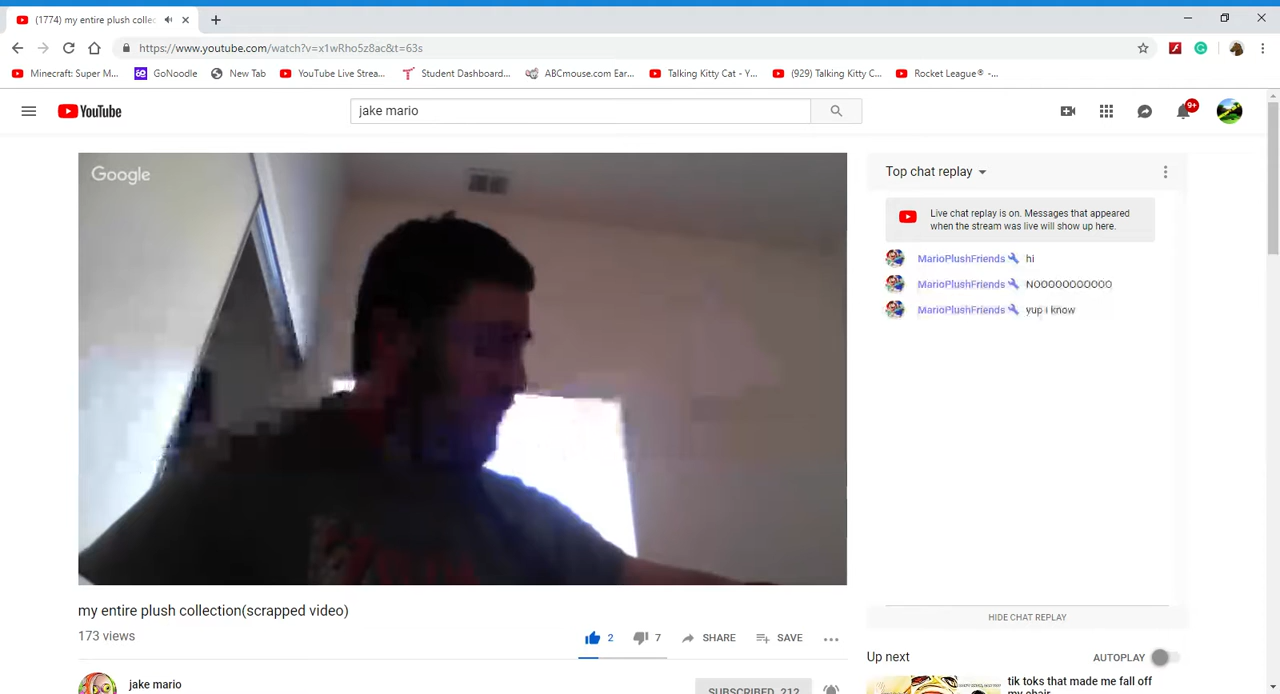 (1774) my entire plush collec
https://www.youtube.com/watch?v=x1wRho5z8ac&t=63s
Minecraft: Super M... GoNoodle New Tab YouTube Live Strea... Student Dashboard... ABCmouse.com Ear... Talking Kitty Cat - Y... (929) Talking Kitty C... Rocket League® -...
YouTube
jake mario
9+
Google
Top chat replay
Live chat replay is on. Messages that appeared
when the stream was live will show up here.
MarioPlushFriends hi
MarioPlushFriends NOOOOOOOOOOO
MarioPlushFriends yup i know
HIDE CHAT REPLAY
my entire plush collection(scrapped video)
173 views
2 7 SHARE SAVE
Up next AUTOPLAY
jake mario
SUBSCRIBED 212
tik toks that made me fall off
my chair